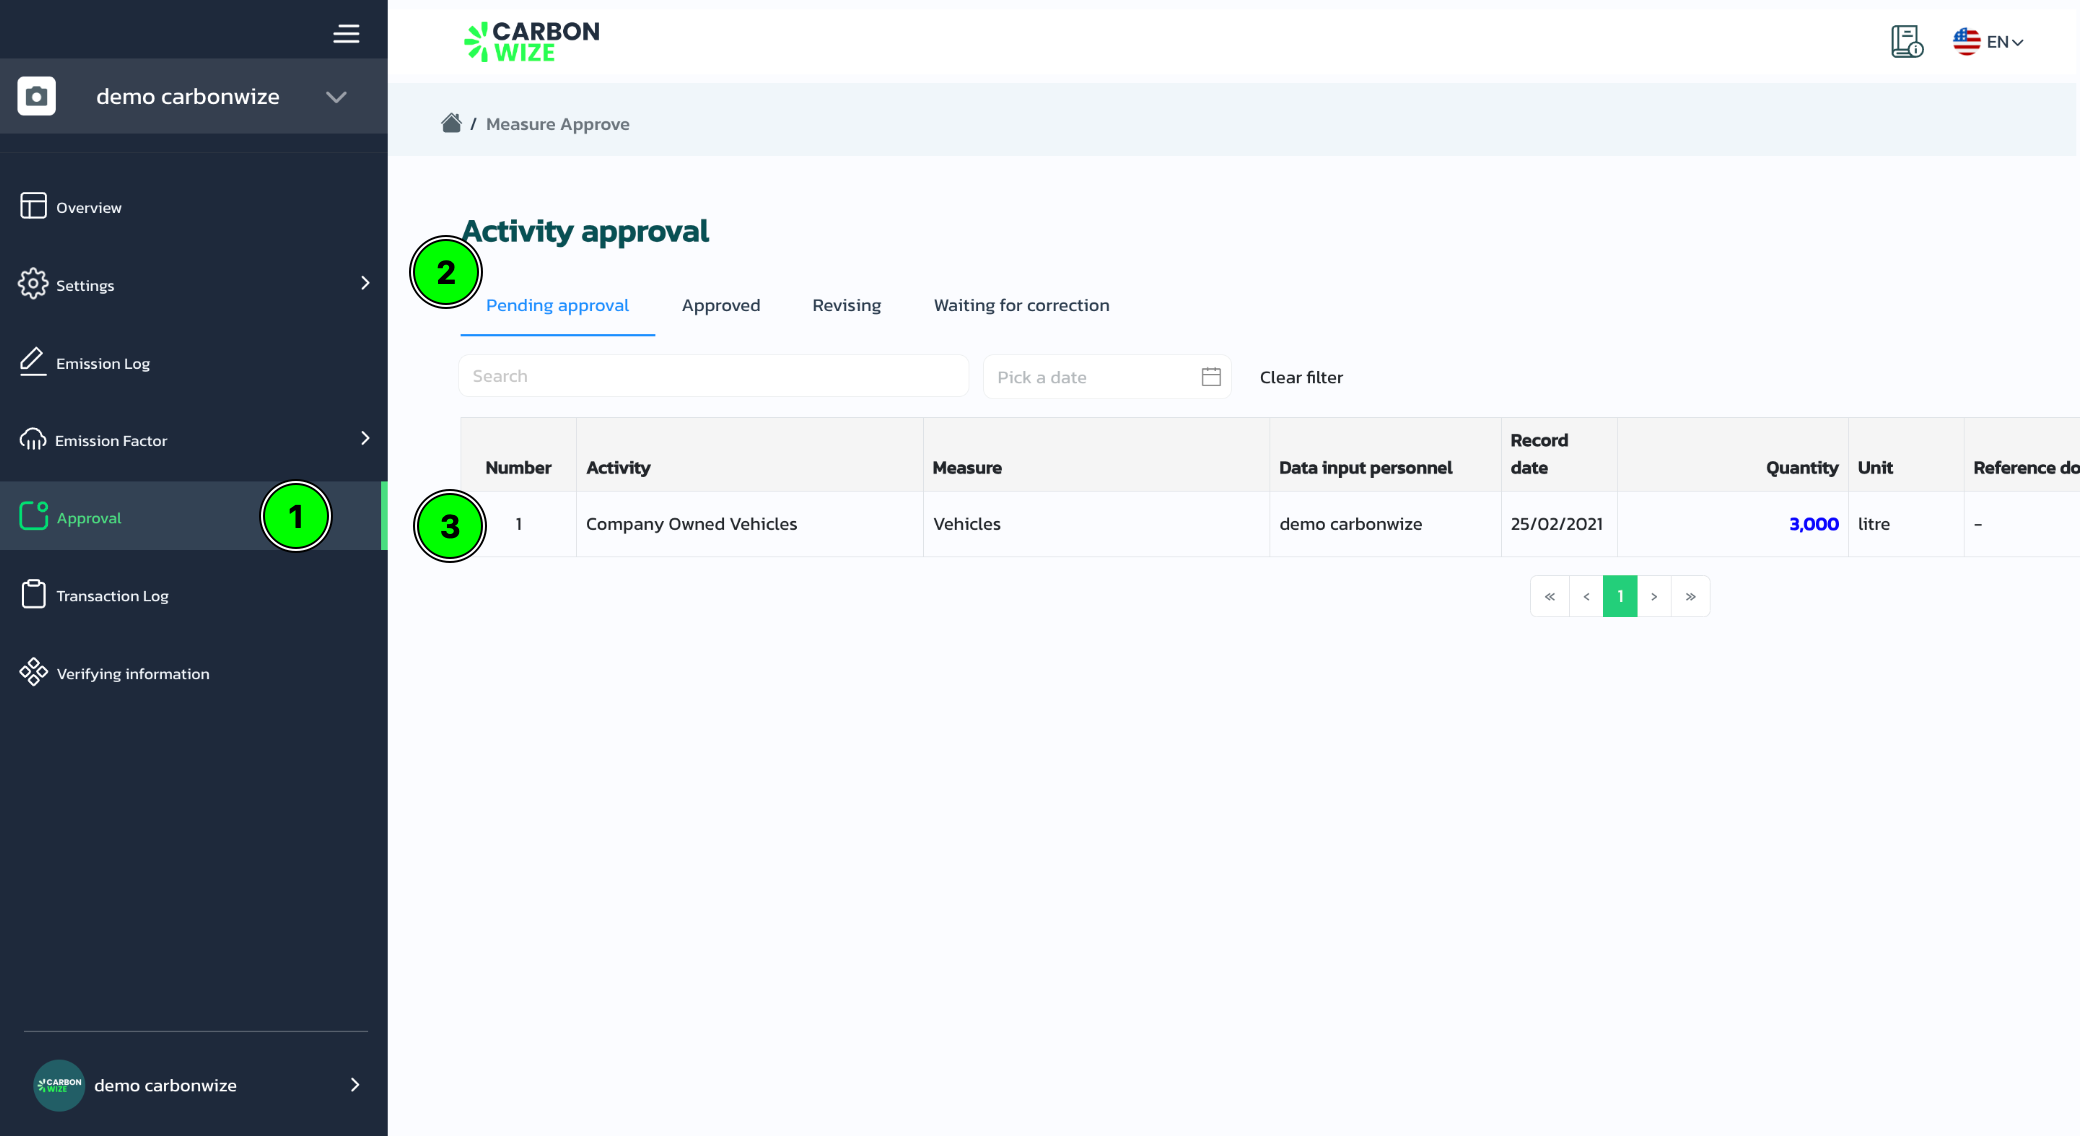 demo carbonwize
Overview
Settings
Emission Log
Emission Factor
Approval
1
Transaction Log
Verifying information
CARBON
WIZE
demo carbonwize
CARBON
WIZE
EN
/ Measure Approve
Activity approval
2
Pending approval Approved Revising Waiting for correction
Search Pick a date Clear filter
Number Activity Measure Data input personnel Record date Quantity Unit Reference do
3
1 Company Owned Vehicles Vehicles demo carbonwize 25/02/2021 3,000 litre -
« ‹ 1 › »